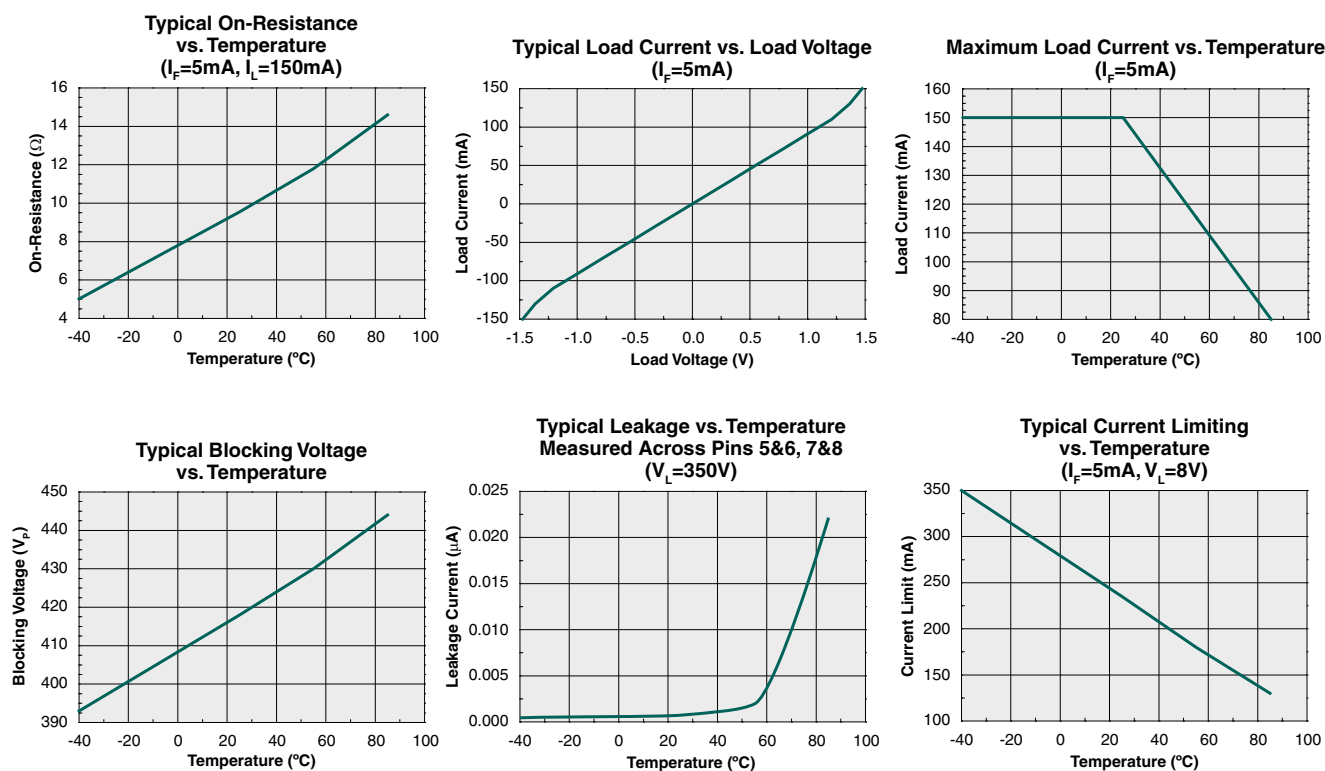 Typical On-Resistance
vs. Temperature
(IF=5mA, IL=150mA)
On-Resistance (Ω)
16
14
12
10
8
6
4
-40 -20 0 20 40 60 80 100
Temperature (ºC)
Typical Load Current vs. Load Voltage
(IF=5mA)
Load Current (mA)
150
100
50
0
-50
-100
-150
-1.5 -1.0 -0.5 0.0 0.5 1.0 1.5
Load Voltage (V)
Maximum Load Current vs. Temperature
(IF=5mA)
Load Current (mA)
160
150
140
130
120
110
100
90
80
-40 -20 0 20 40 60 80 100
Temperature (ºC)
Typical Blocking Voltage
vs. Temperature
Blocking Voltage (VP)
450
440
430
420
410
400
390
-40 -20 0 20 40 60 80 100
Temperature (ºC)
Typical Leakage vs. Temperature
Measured Across Pins 5&6, 7&8
(VL=350V)
Leakage Current (μA)
0.025
0.020
0.015
0.010
0.005
0.000
-40 -20 0 20 40 60 80 100
Temperature (ºC)
Typical Current Limiting
vs. Temperature
(IF=5mA, VL=8V)
Current Limit (mA)
350
300
250
200
150
100
-40 -20 0 20 40 60 80 100
Temperature (ºC)